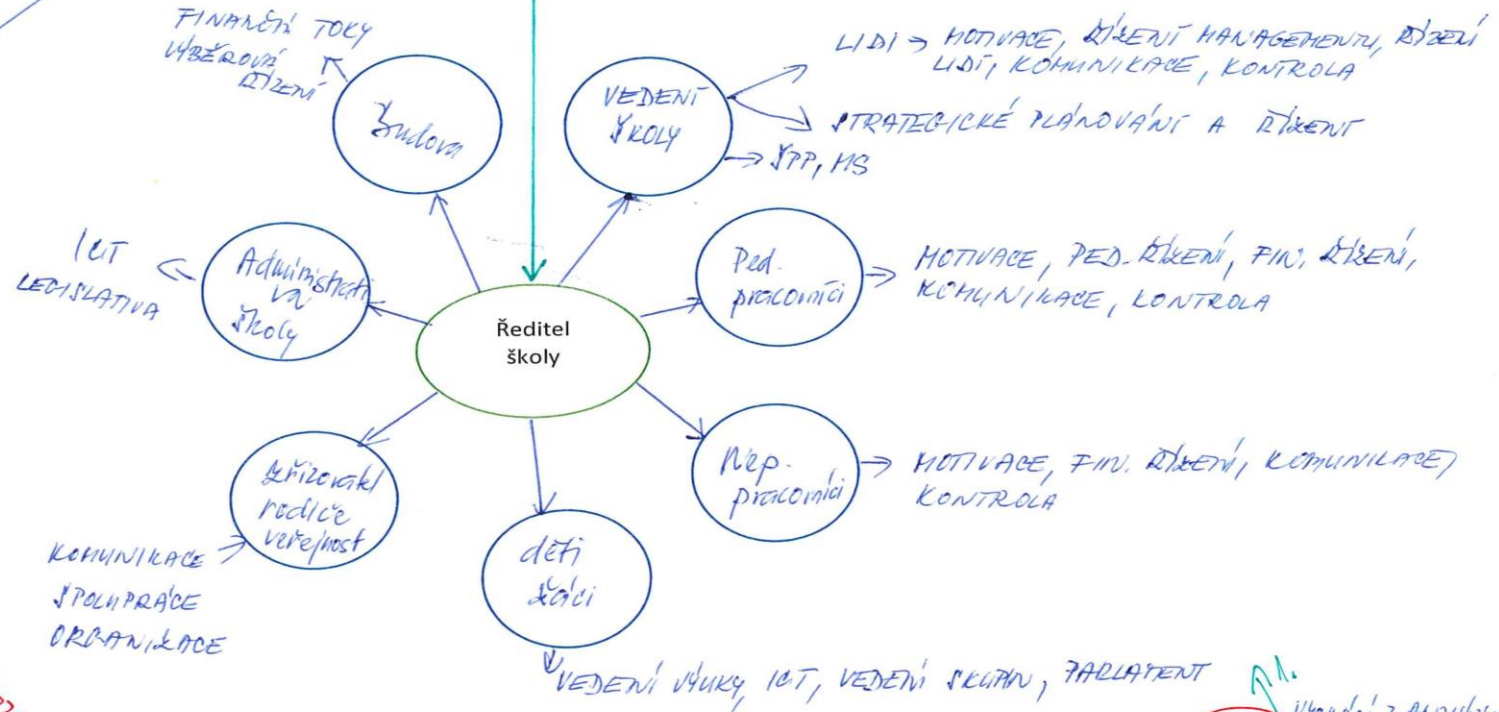 FINANČNÍ TOKY
VÝBĚROVÁ
ŘÍZENÍ
Budova
VEDENÍ
ŠKOLY
LIDI → MOTIVACE, ŘÍZENÍ MANAGEMENTU, ŘÍZENÍ
LIDÍ, KOMUNIKACE, KONTROLA
STRATEGICKÉ PLÁNOVÁNÍ A ŘÍZENÍ
ŠPP, MS
ICT
LEGISLATIVA
Administrati
va
školy
Ředitel
školy
Ped.
pracovníci
MOTIVACE, PED. ŘÍZENÍ, FIN. ŘÍZENÍ,
KOMUNIKACE, KONTROLA
Nep.
pracovníci
MOTIVACE, FIN. ŘÍZENÍ, KOMUNIKACE,
KONTROLA
zřizovatel
rodiče
veřejnost
KOMUNIKACE
SPOLUPRÁCE
ORGANIZACE
děti
žáci
VEDENÍ VÝUKY, ICT, VEDENÍ SKUPIN, PARLAMENT